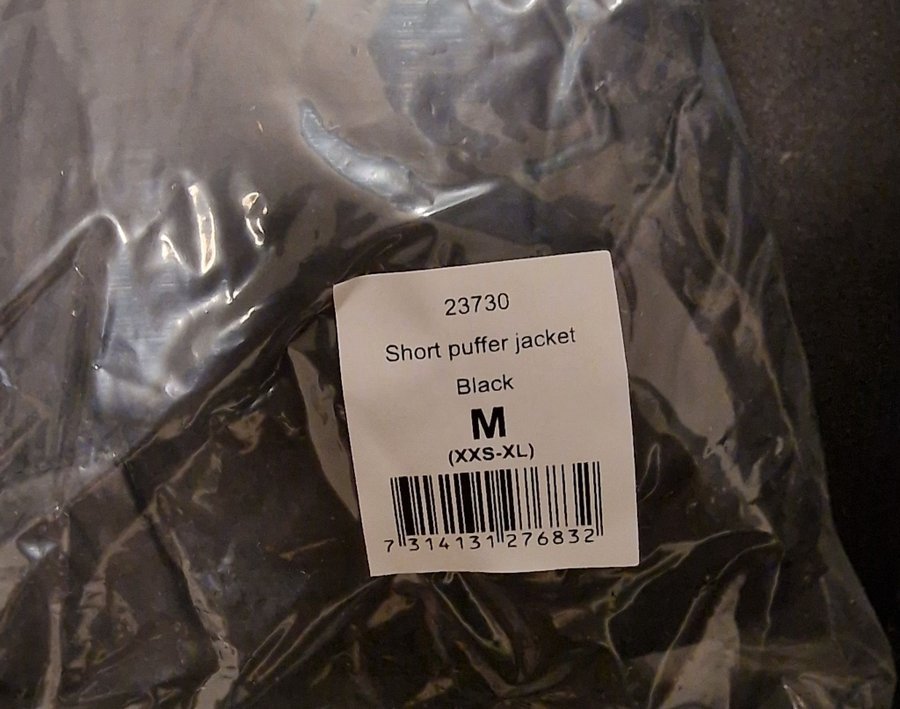 23730
Short puffer jacket
Black
M
(XXS-XL)
7 314131 276832